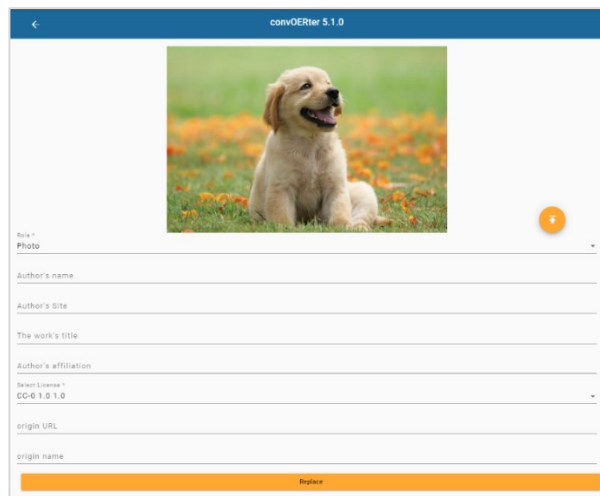 convOERter 5.1.0
Role *
Photo
Author's name
Author's Site
The work's title
Author's affiliation
Select License *
CC-0 1.0 1.0
origin URL
origin name
Replace